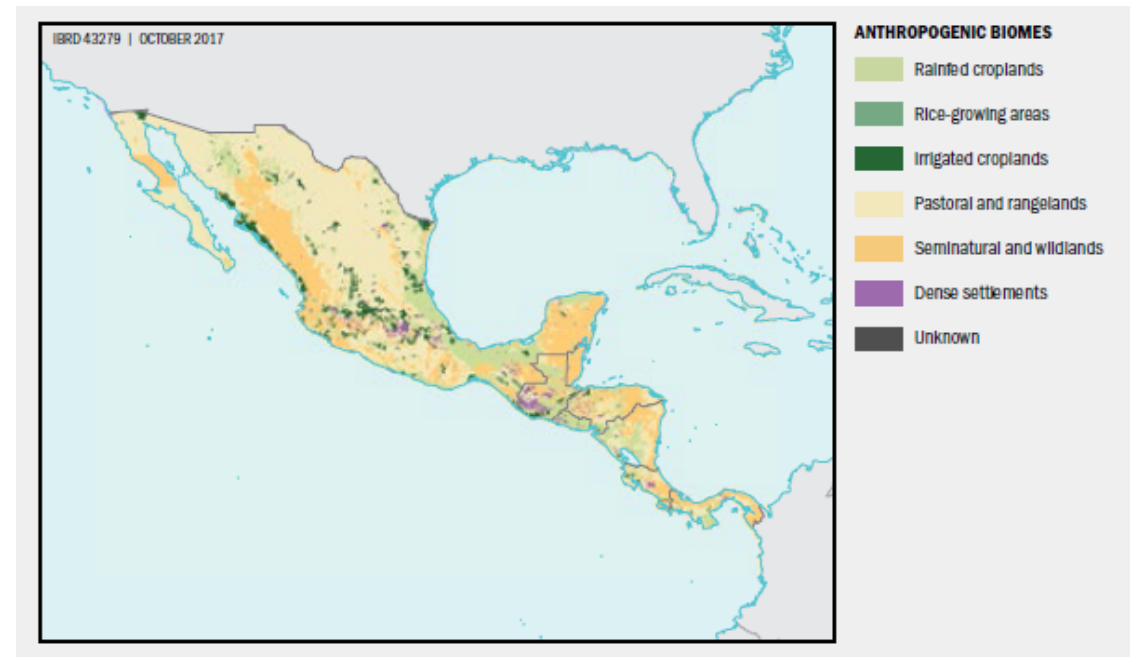 IBRD 43279 | OCTOBER 2017
ANTHROPOGENIC BIOMES
Rainfed croplands
Rice-growing areas
Irrigated croplands
Pastoral and rangelands
Seminatural and wildlands
Dense settlements
Unknown